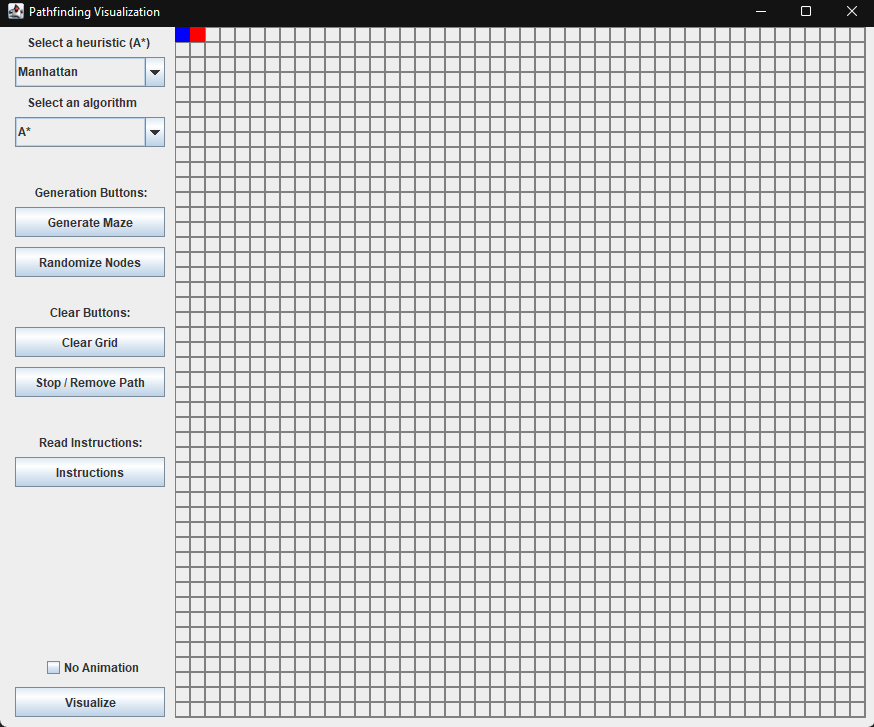 Pathfinding Visualization
Select a heuristic (A*)
Manhattan
Select an algorithm
A*
Generation Buttons:
Generate Maze
Randomize Nodes
Clear Buttons:
Clear Grid
Stop / Remove Path
Read Instructions:
Instructions
No Animation
Visualize